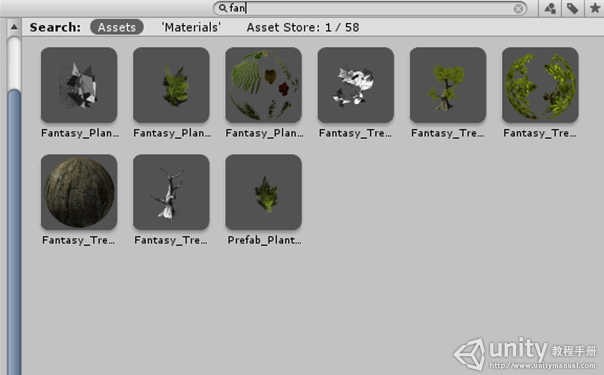 fan
Search: Assets 'Materials' Asset Store: 1 / 58
Fantasy_Plan... Fantasy_Plan... Fantasy_Plan... Fantasy_Tre... Fantasy_Tre... Fantasy_Tre...
Fantasy_Tre... Fantasy_Tre... Prefab_Plant...
unity 教程手册
http://www.unitymanual.com